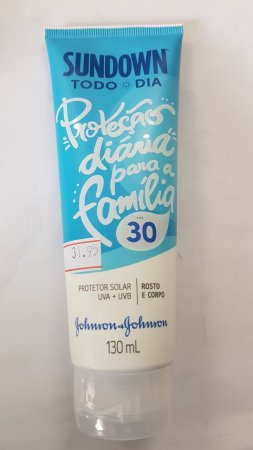 SUNDOWN
TODO DIA
Proteção
diária
para a
família
FPS
30
31.95
PROTETOR SOLAR
UVA + UVB
ROSTO
E CORPO
Johnson & Johnson
130 mL